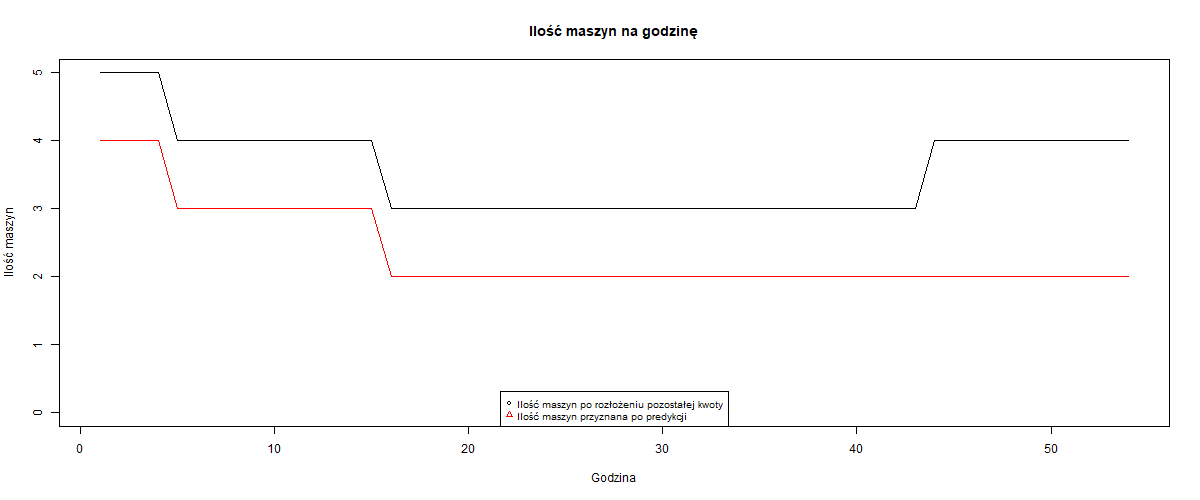 Ilość maszyn na godzinę
Ilość maszyn
5
4
3
2
1
0
Ilość maszyn po rozłożeniu pozostałej kwoty
Ilość maszyn przyznana po predykcji
0 10 20 30 40 50
Godzina